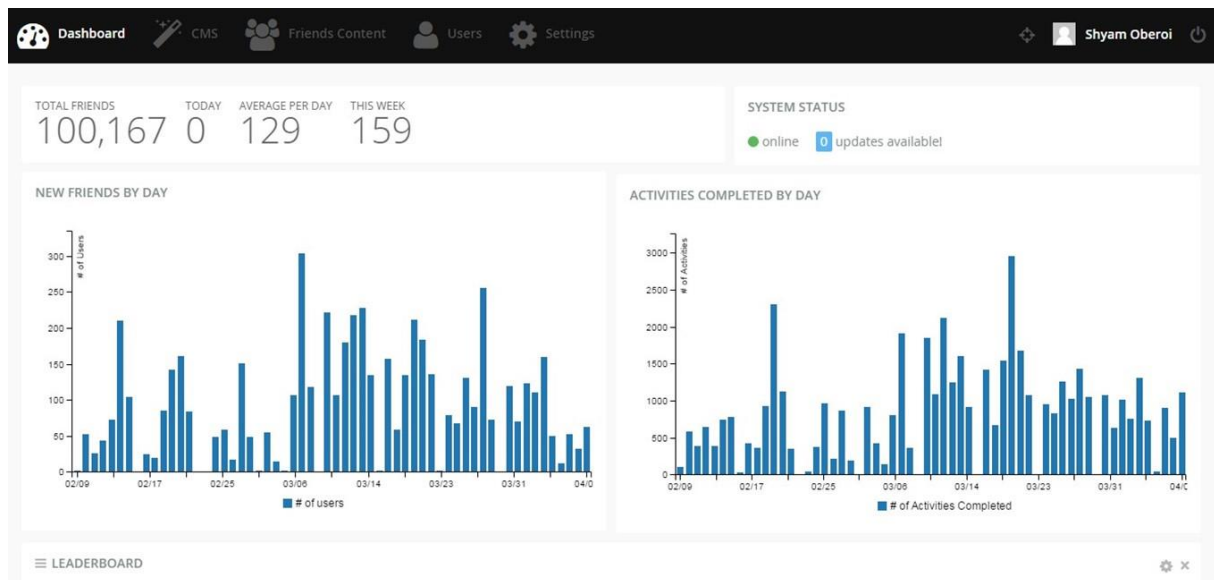 Dashboard CMS Friends Content Users Settings Shyam Oberoi
TOTAL FRIENDS TODAY AVERAGE PER DAY THIS WEEK
100,167 0 129 159
SYSTEM STATUS
online 0 updates available!
NEW FRIENDS BY DAY
# of Users
300
250
200
150
100
50
0
02/09 02/17 02/25 03/06 03/14 03/23 03/31 04/0
# of users
ACTIVITIES COMPLETED BY DAY
# of Activities
3000
2500
2000
1500
1000
500
0
02/09 02/17 02/25 03/06 03/14 03/23 03/31 04/0
# of Activities Completed
LEADERBOARD